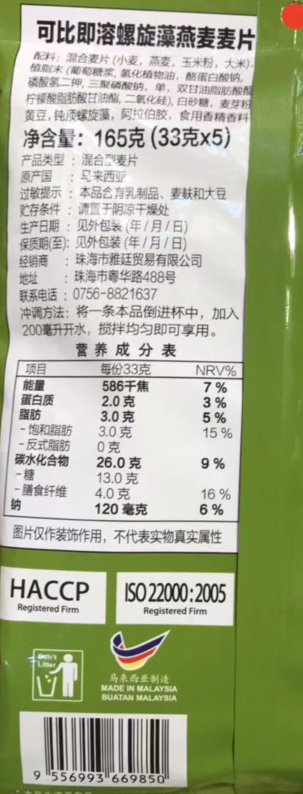 可比即溶螺旋藻燕麦麦片
配料：混合麦片(小麦，燕麦，玉米粉，大米)，
植脂末(葡萄糖浆，氢化植物油，酪蛋白酸钠，
磷酸氢二钾，三聚磷酸钠，单，双甘油脂肪酸酯
柠檬酸脂肪酸甘油酯，二氧化硅)，白砂糖，麦芽粉
黄豆，钝顶螺旋藻，阿拉伯胶，食用香精香料
净含量：165克 (33克x5)
产品类型：混合型麦片
原产国：马来西亚
过敏提示：本品含有乳制品、麦麸和大豆
贮存条件：请置于阴凉干燥处
生产日期：见外包装 (年/月/日)
保质期(至)：见外包装 (年/月/日)
经销商：珠海市雅廷贸易有限公司
地址：珠海市粤华路488号
联系电话：0756-8821637
冲调方法：将一条本品倒进杯中，加入
200毫升开水，搅拌均匀即可享用。
营养成分表
项目 每份33克 NRV%
能量 586千焦 7 %
蛋白质 2.0 克 3 %
脂肪 3.0 克 5 %
-饱和脂肪 3.0 克 15 %
-反式脂肪 0 克
碳水化合物 26.0 克 9 %
-糖 13.0 克
-膳食纤维 4.0 克 16 %
钠 120 毫克 6 %
图片仅作装饰作用，不代表实物真实属性
HACCP
Registered Firm
ISO 22000:2005
Registered Firm
Don't
Litter
马来西亚制造
MADE IN MALAYSIA
BUATAN MALAYSIA
9 556993 669850